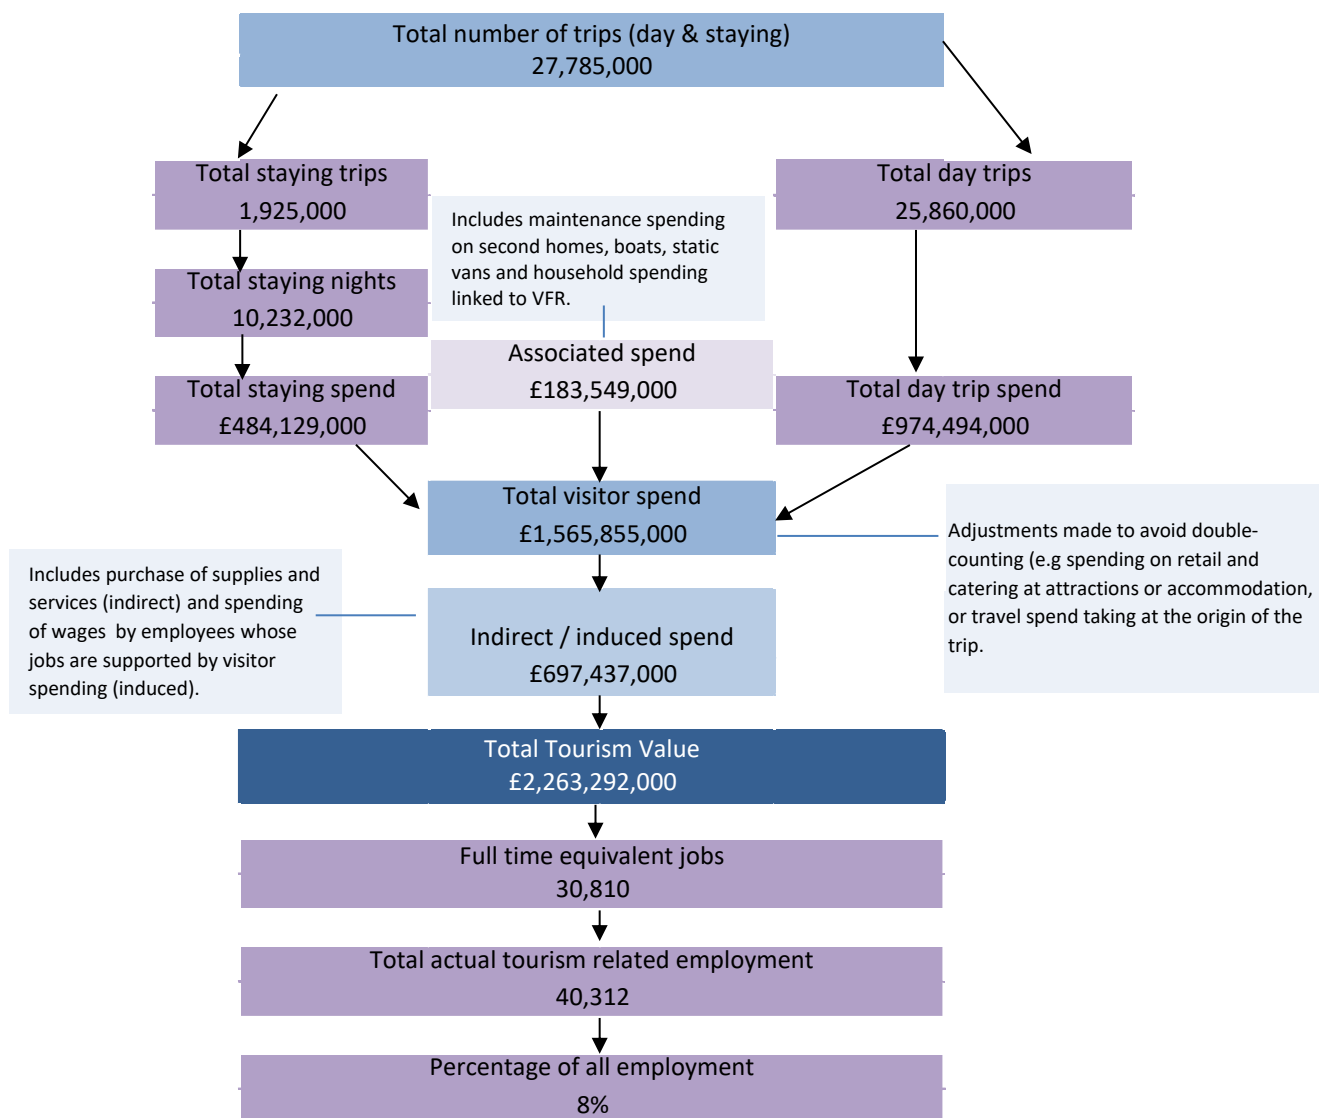 Total number of trips (day & staying)
27,785,000
Total staying trips
1,925,000
Total day trips
25,860,000
Includes maintenance spending
on second homes, boats, static
vans and household spending
linked to VFR.
Total staying nights
10,232,000
Associated spend
£183,549,000
Total staying spend
£484,129,000
Total day trip spend
£974,494,000
Total visitor spend
£1,565,855,000
Adjustments made to avoid double-
counting (e.g spending on retail and
catering at attractions or accommodation,
or travel spend taking at the origin of the
trip.
Includes purchase of supplies and
services (indirect) and spending
of wages by employees whose
jobs are supported by visitor
spending (induced).
Indirect / induced spend
£697,437,000
Total Tourism Value
£2,263,292,000
Full time equivalent jobs
30,810
Total actual tourism related employment
40,312
Percentage of all employment
8%